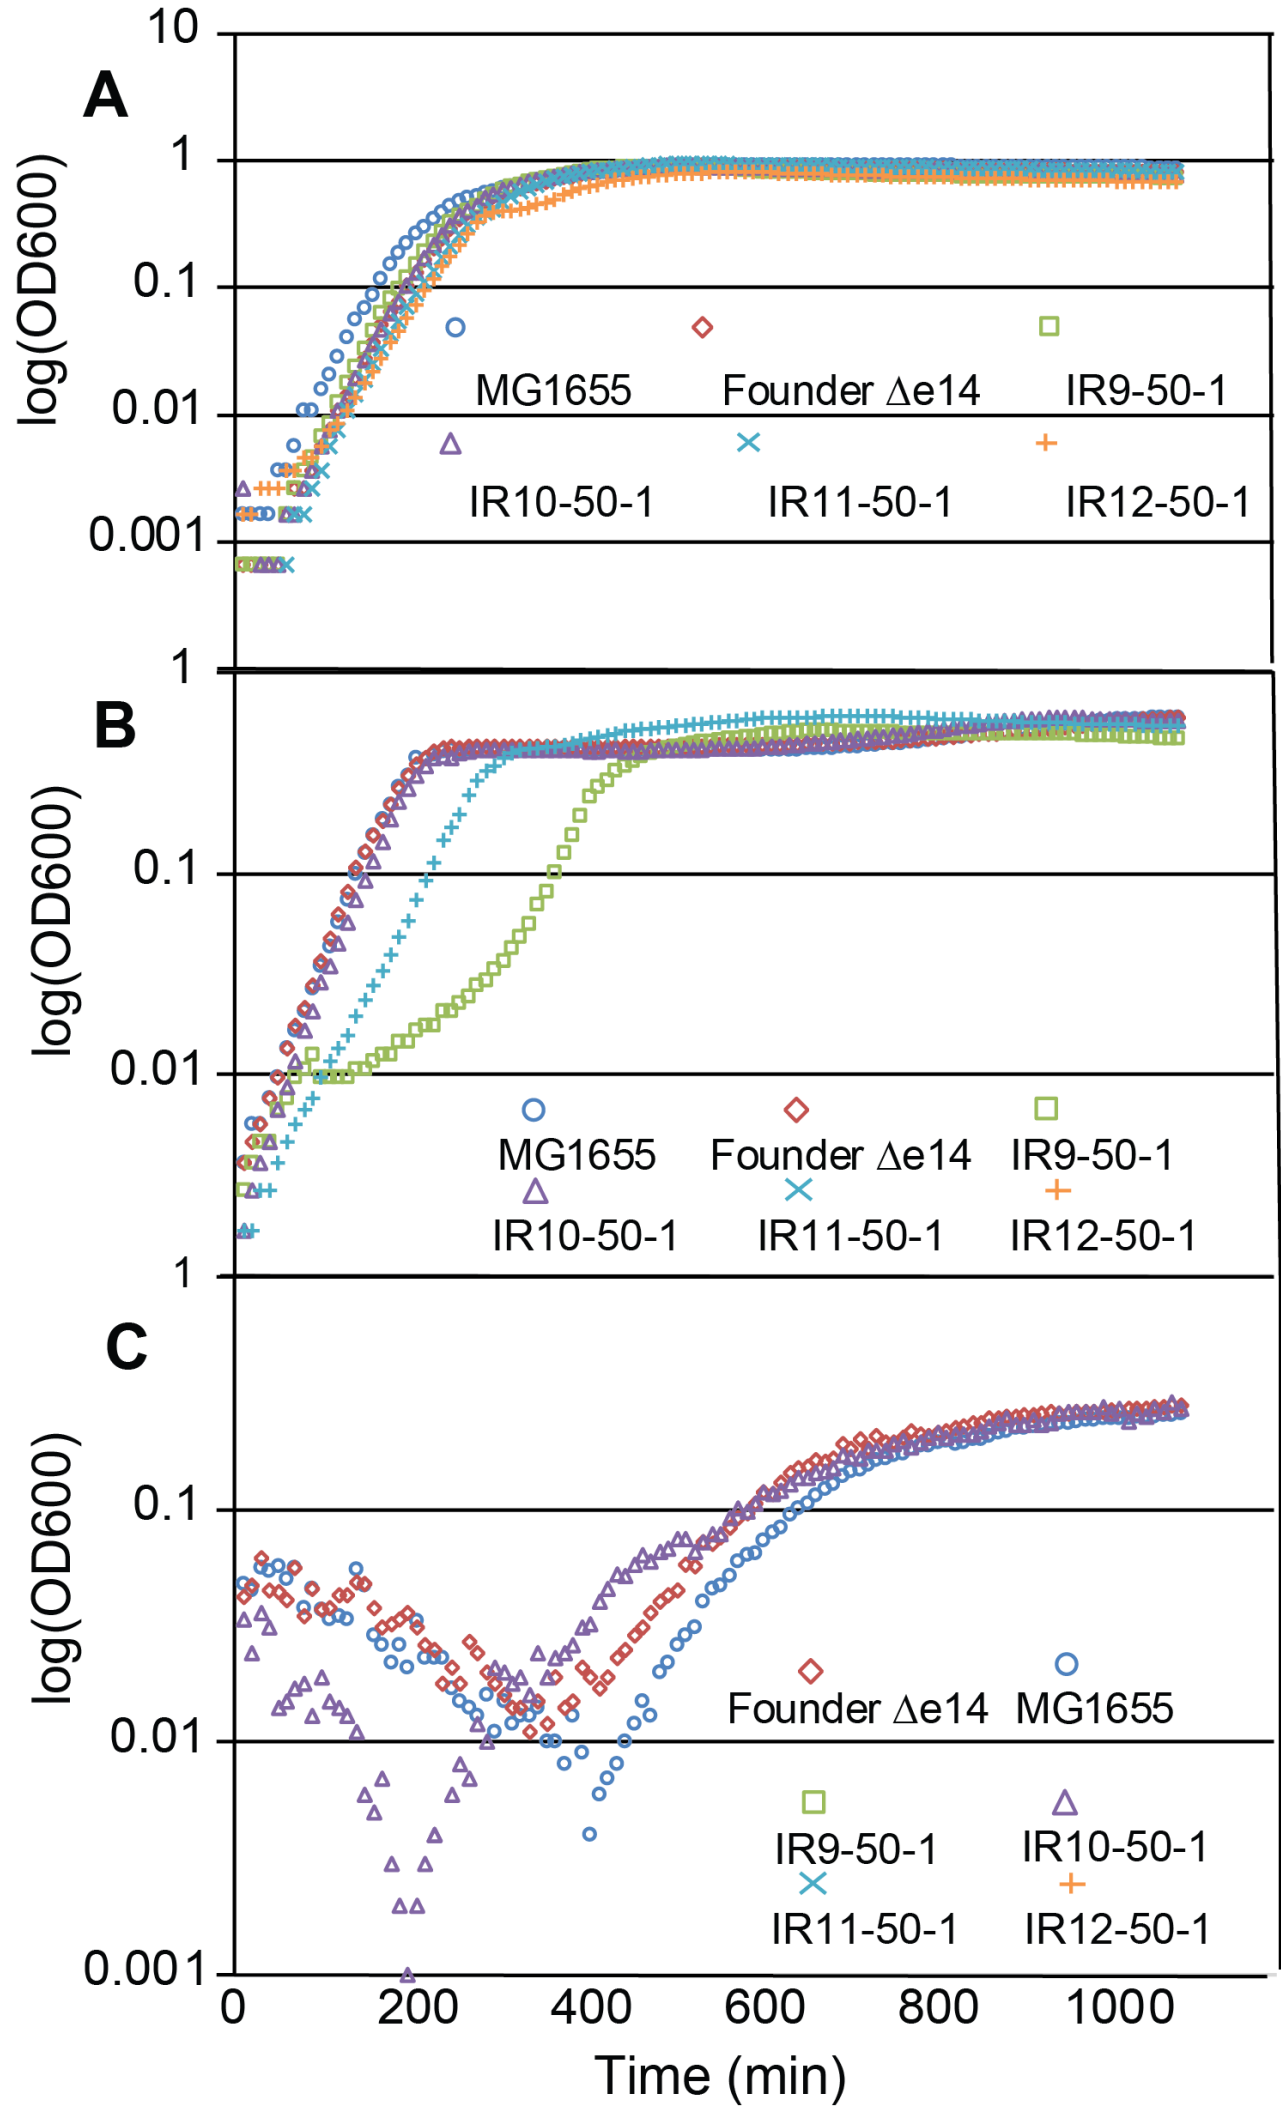 10
A
1
log(OD600)
0.1
MG1655 Founder Δe14 IR9-50-1
0.01
IR10-50-1 IR11-50-1 IR12-50-1
0.001
1
B
log(OD600)
0.1
0.01
MG1655 Founder Δe14 IR9-50-1
IR10-50-1 IR11-50-1 IR12-50-1
1
C
log(OD600)
0.1
Founder Δe14 MG1655
0.01
IR9-50-1 IR10-50-1
IR11-50-1 IR12-50-1
0.001
0 200 400 600 800 1000
Time (min)